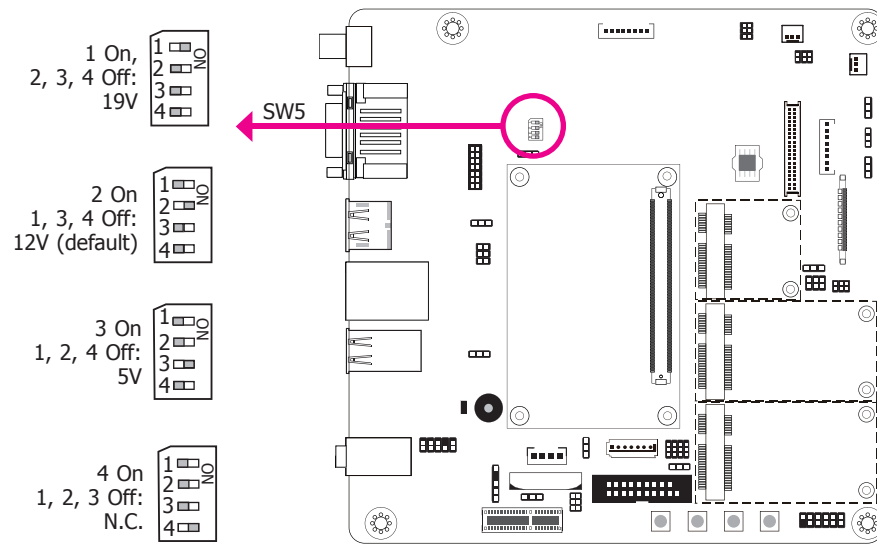 1 On,
2, 3, 4 Off:
19V
1
2
3
4
ON
SW5
2 On
1, 3, 4 Off:
12V (default)
1
2
3
4
ON
3 On
1, 2, 4 Off:
5V
1
2
3
4
ON
4 On
1, 2, 3 Off:
N.C.
1
2
3
4
ON